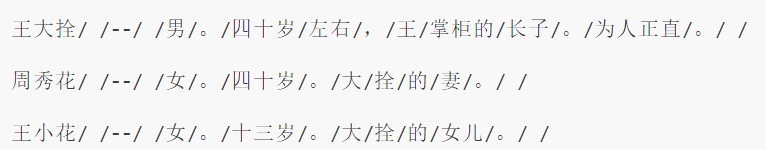 王大拴/ /--/ /男/。/四十岁/左右/，/王/掌柜的/长子/。/为人正直/。/ /
周秀花/ /--/ /女/。/四十岁/。/大/拴/的/妻/。/ /
王小花/ /--/ /女/。/十三岁/。/大/拴/的/女儿/。/ /